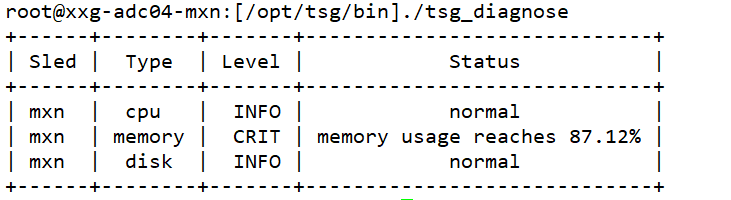 root@xxg-adc04-mxn:[/opt/tsg/bin]./tsg_diagnose
+------+--------+-------+------------------------------+
| Sled | Type | Level | Status |
+------+--------+-------+------------------------------+
| mxn | cpu | INFO | normal |
| mxn | memory | CRIT | memory usage reaches 87.12% |
| mxn | disk | INFO | normal |
+------+--------+-------+------------------------------+